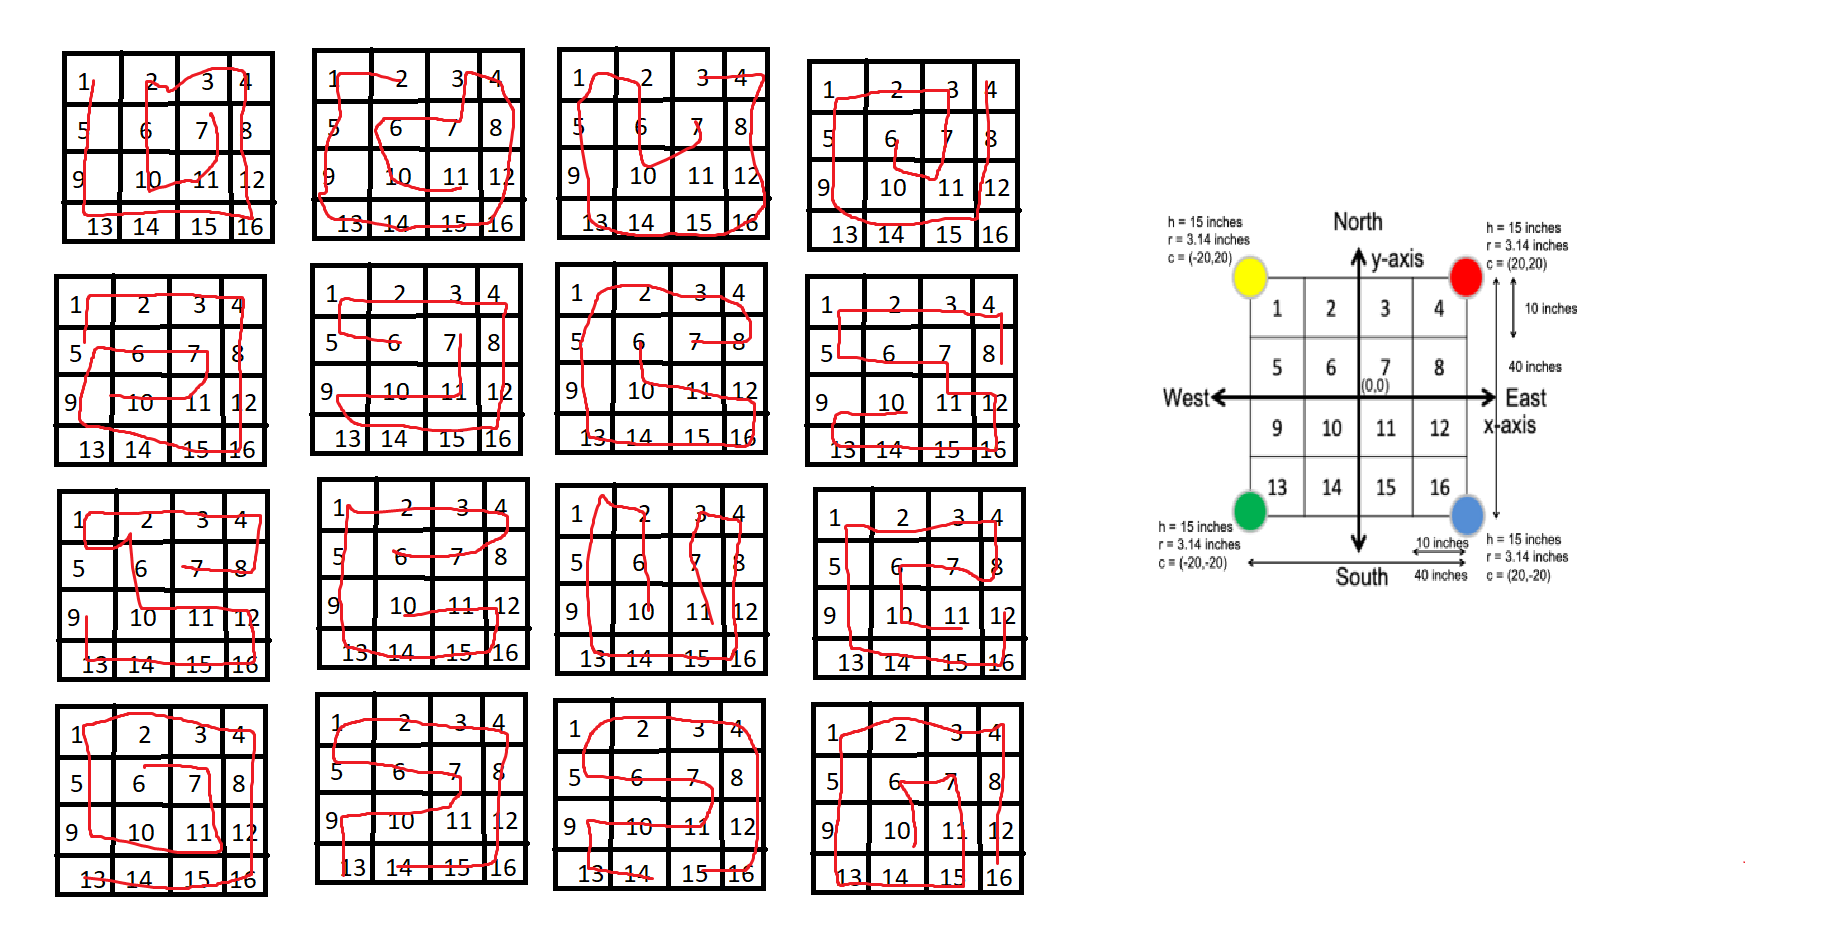 1 2 3 4
5 6 7 8
9 10 11 12
13 14 15 16
1 2 3 4
5 6 7 8
9 10 11 12
13 14 15 16
1 2 3 4
5 6 7 8
9 10 11 12
13 14 15 16
1 2 3 4
5 6 7 8
9 10 11 12
13 14 15 16
1 2 3 4
5 6 7 8
9 10 11 12
13 14 15 16
1 2 3 4
5 6 7 8
9 10 11 12
13 14 15 16
1 2 3 4
5 6 7 8
9 10 11 12
13 14 15 16
1 2 3 4
5 6 7 8
9 10 11 12
13 14 15 16
1 2 3 4
5 6 7 8
9 10 11 12
13 14 15 16
1 2 3 4
5 6 7 8
9 10 11 12
13 14 15 16
1 2 3 4
5 6 7 8
9 10 11 12
13 14 15 16
1 2 3 4
5 6 7 8
9 10 11 12
13 14 15 16
1 2 3 4
5 6 7 8
9 10 11 12
13 14 15 16
1 2 3 4
5 6 7 8
9 10 11 12
13 14 15 16
1 2 3 4
5 6 7 8
9 10 11 12
13 14 15 16
1 2 3 4
5 6 7 8
9 10 11 12
13 14 15 16
h = 15 inches
r = 3.14 inches
c = (-20,20)
North
y-axis
h = 15 inches
r = 3.14 inches
c = (20,20)
1 2 3 4
10 inches
5 6 7 8
40 inches
(0,0)
West
East
x-axis
9 10 11 12
13 14 15 16
h = 15 inches
r = 3.14 inches
c = (-20,-20)
10 inches
South
40 inches
h = 15 inches
r = 3.14 inches
c = (20,-20)